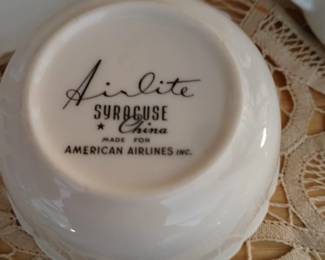 Airlite
SYRACUSE
★ China
MADE FOR
AMERICAN AIRLINES INC.